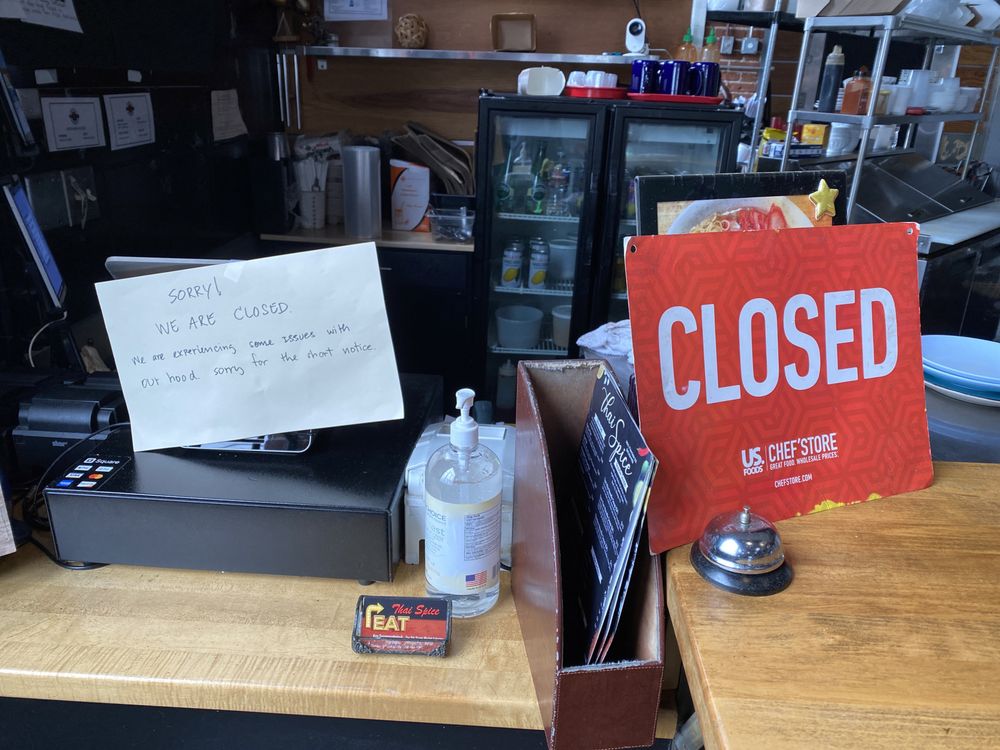 SORRY!
WE ARE CLOSED.
We are experiencing some issues with
our hood. sorry for the short notice.
CLOSED
US.
FOODS
CHEF'STORE
GREAT FOOD. WHOLESALE PRICES.
CHEFSTORE.COM
Square
Thai Spice
Thai Spice
EAT